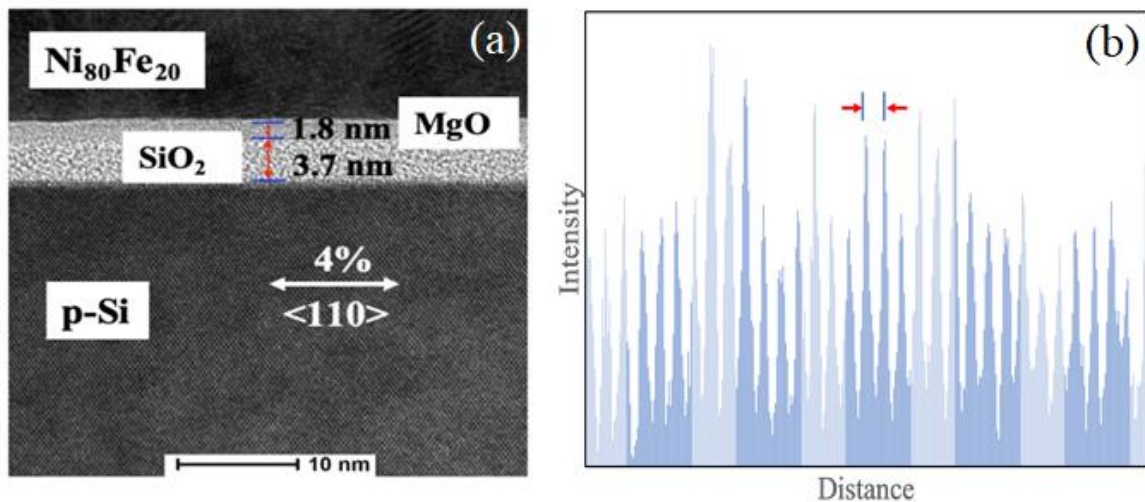 (a)
Ni₈₀Fe₂₀
MgO
1.8 nm
SiO₂
3.7 nm
4%
<110>
p-Si
10 nm
(b)
Intensity
Distance